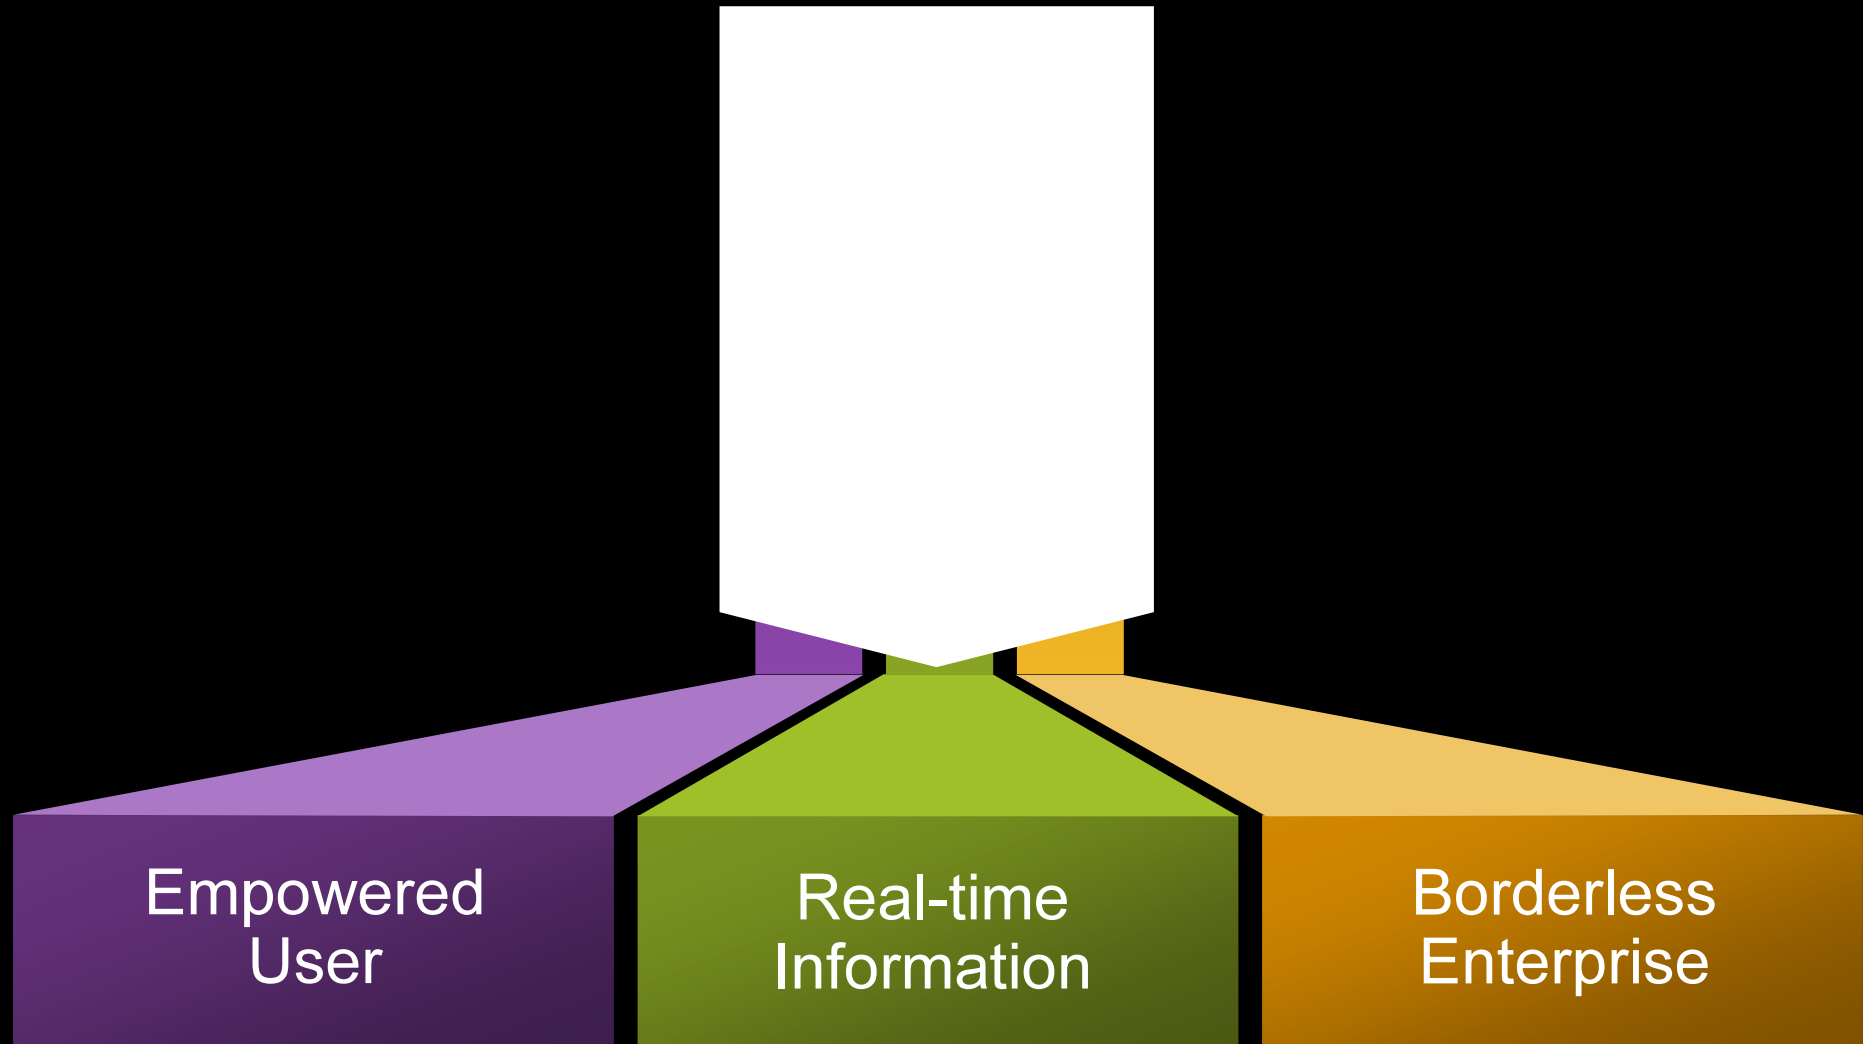 Empowered
User
Real-time
Information
Borderless
Enterprise